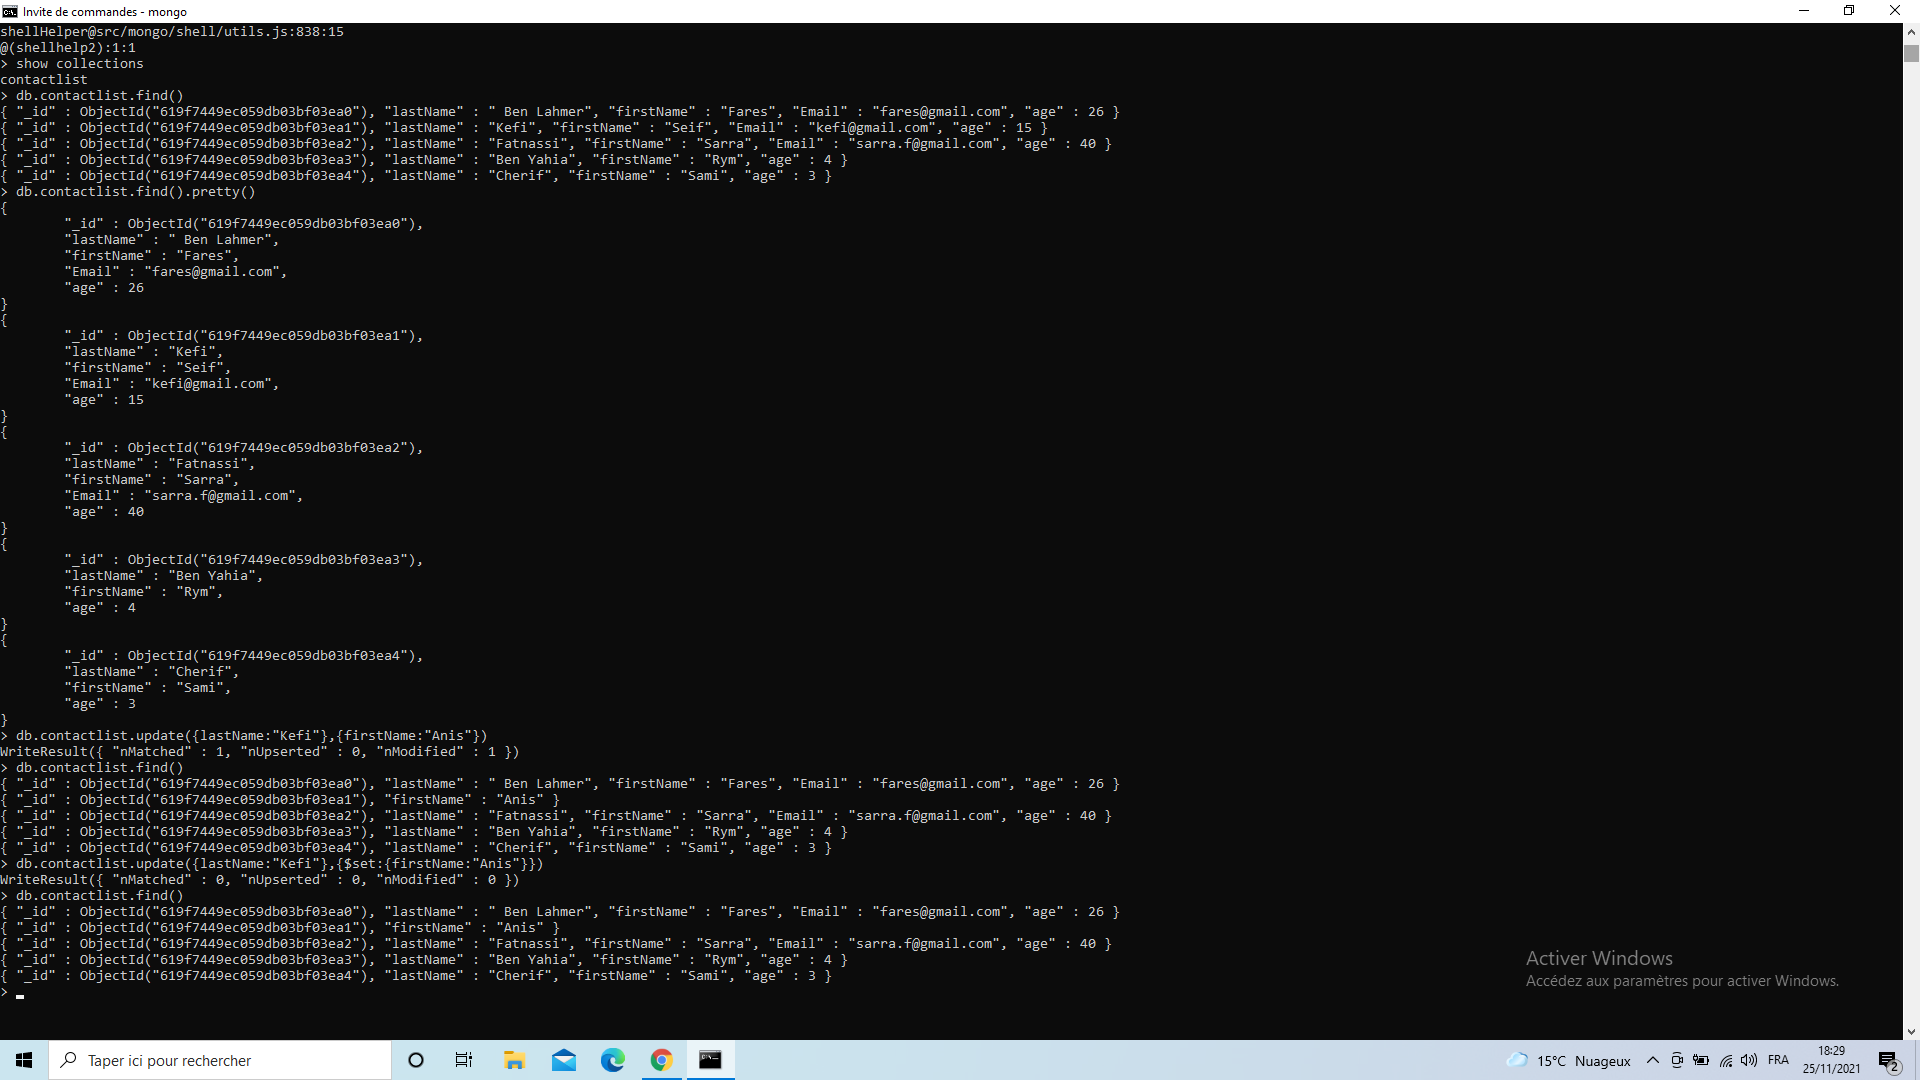 Invite de commandes - mongo
shellHelper@src/mongo/shell/utils.js:838:15
@(shellhelp2):1:1
> show collections
contactlist
> db.contactlist.find()
{ "_id" : ObjectId("619f7449ec059db03bf03ea0"), "lastName" : " Ben Lahmer", "firstName" : "Fares", "Email" : "fares@gmail.com", "age" : 26 }
{ "_id" : ObjectId("619f7449ec059db03bf03ea1"), "lastName" : "Kefi", "firstName" : "Seif", "Email" : "kefi@gmail.com", "age" : 15 }
{ "_id" : ObjectId("619f7449ec059db03bf03ea2"), "lastName" : "Fatnassi", "firstName" : "Sarra", "Email" : "sarra.f@gmail.com", "age" : 40 }
{ "_id" : ObjectId("619f7449ec059db03bf03ea3"), "lastName" : "Ben Yahia", "firstName" : "Rym", "age" : 4 }
{ "_id" : ObjectId("619f7449ec059db03bf03ea4"), "lastName" : "Cherif", "firstName" : "Sami", "age" : 3 }
> db.contactlist.find().pretty()
{
"_id" : ObjectId("619f7449ec059db03bf03ea0"),
"lastName" : " Ben Lahmer",
"firstName" : "Fares",
"Email" : "fares@gmail.com",
"age" : 26
}
{
"_id" : ObjectId("619f7449ec059db03bf03ea1"),
"lastName" : "Kefi",
"firstName" : "Seif",
"Email" : "kefi@gmail.com",
"age" : 15
}
{
"_id" : ObjectId("619f7449ec059db03bf03ea2"),
"lastName" : "Fatnassi",
"firstName" : "Sarra",
"Email" : "sarra.f@gmail.com",
"age" : 40
}
{
"_id" : ObjectId("619f7449ec059db03bf03ea3"),
"lastName" : "Ben Yahia",
"firstName" : "Rym",
"age" : 4
}
{
"_id" : ObjectId("619f7449ec059db03bf03ea4"),
"lastName" : "Cherif",
"firstName" : "Sami",
"age" : 3
}
> db.contactlist.update({lastName:"Kefi"},{firstName:"Anis"})
WriteResult({ "nMatched" : 1, "nUpserted" : 0, "nModified" : 1 })
> db.contactlist.find()
{ "_id" : ObjectId("619f7449ec059db03bf03ea0"), "lastName" : " Ben Lahmer", "firstName" : "Fares", "Email" : "fares@gmail.com", "age" : 26 }
{ "_id" : ObjectId("619f7449ec059db03bf03ea1"), "firstName" : "Anis" }
{ "_id" : ObjectId("619f7449ec059db03bf03ea2"), "lastName" : "Fatnassi", "firstName" : "Sarra", "Email" : "sarra.f@gmail.com", "age" : 40 }
{ "_id" : ObjectId("619f7449ec059db03bf03ea3"), "lastName" : "Ben Yahia", "firstName" : "Rym", "age" : 4 }
{ "_id" : ObjectId("619f7449ec059db03bf03ea4"), "lastName" : "Cherif", "firstName" : "Sami", "age" : 3 }
> db.contactlist.update({lastName:"Kefi"},{$set:{firstName:"Anis"}})
WriteResult({ "nMatched" : 0, "nUpserted" : 0, "nModified" : 0 })
> db.contactlist.find()
{ "_id" : ObjectId("619f7449ec059db03bf03ea0"), "lastName" : " Ben Lahmer", "firstName" : "Fares", "Email" : "fares@gmail.com", "age" : 26 }
{ "_id" : ObjectId("619f7449ec059db03bf03ea1"), "firstName" : "Anis" }
{ "_id" : ObjectId("619f7449ec059db03bf03ea2"), "lastName" : "Fatnassi", "firstName" : "Sarra", "Email" : "sarra.f@gmail.com", "age" : 40 }
{ "_id" : ObjectId("619f7449ec059db03bf03ea3"), "lastName" : "Ben Yahia", "firstName" : "Rym", "age" : 4 }
{ "_id" : ObjectId("619f7449ec059db03bf03ea4"), "lastName" : "Cherif", "firstName" : "Sami", "age" : 3 }
>
Activer Windows
Accédez aux paramètres pour activer Windows.
Taper ici pour rechercher
15°C Nuageux
FRA
18:29
25/11/2021
2